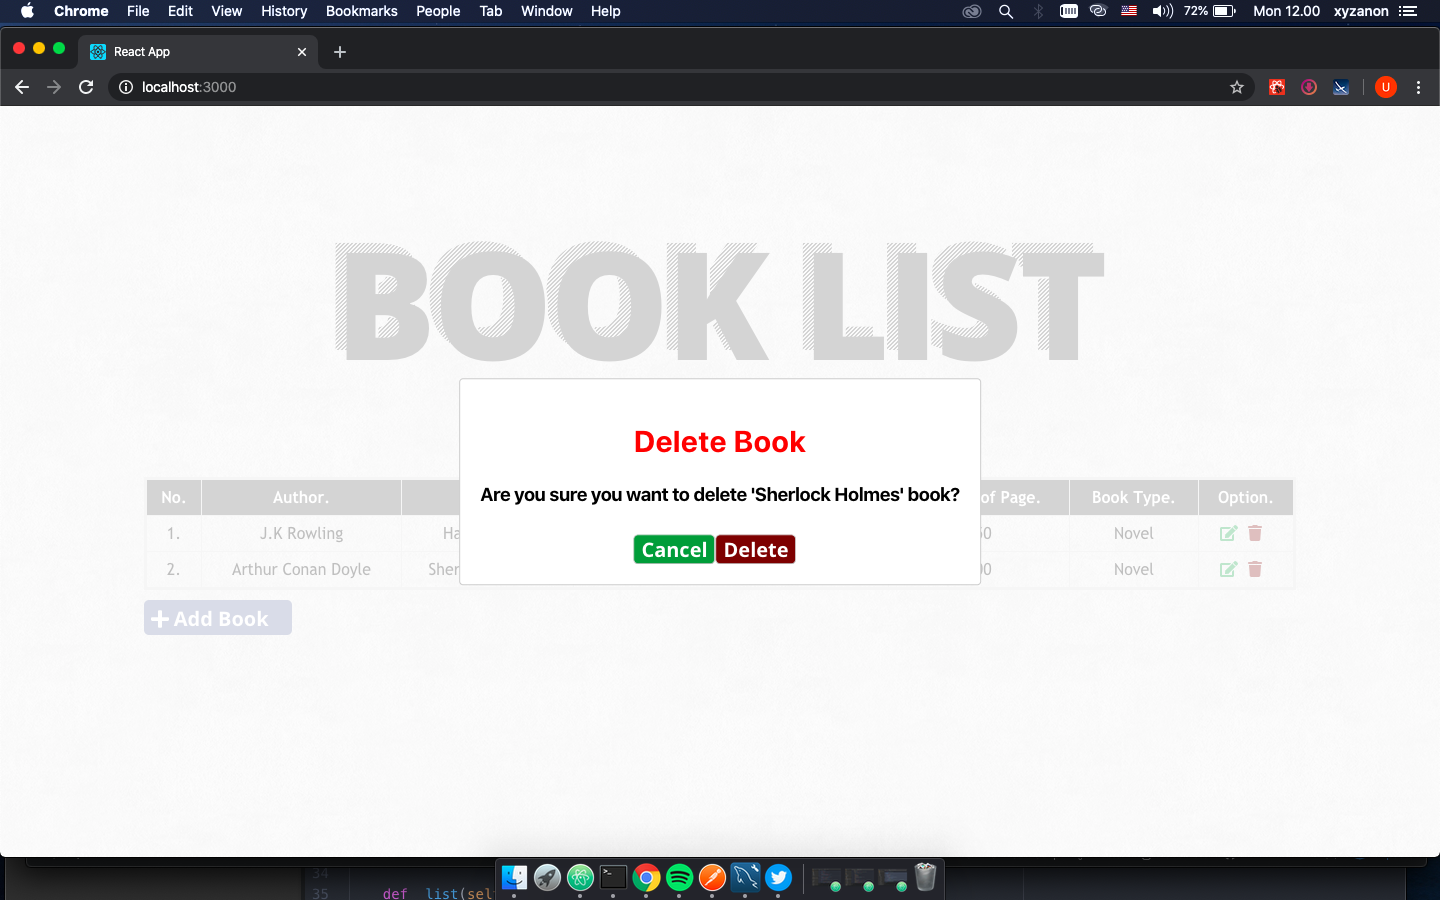 Chrome File Edit View History Bookmarks People Tab Window Help 72% Mon 12.00 xyzanon
React App
localhost:3000
U
BOOK LIST
Delete Book
Are you sure you want to delete 'Sherlock Holmes' book?
Cancel Delete
No. Author. of Page. Book Type. Option.
1. J.K Rowling Ha 50 Novel
2. Arthur Conan Doyle Sher 00 Novel
Add Book
34
35 def list(sel